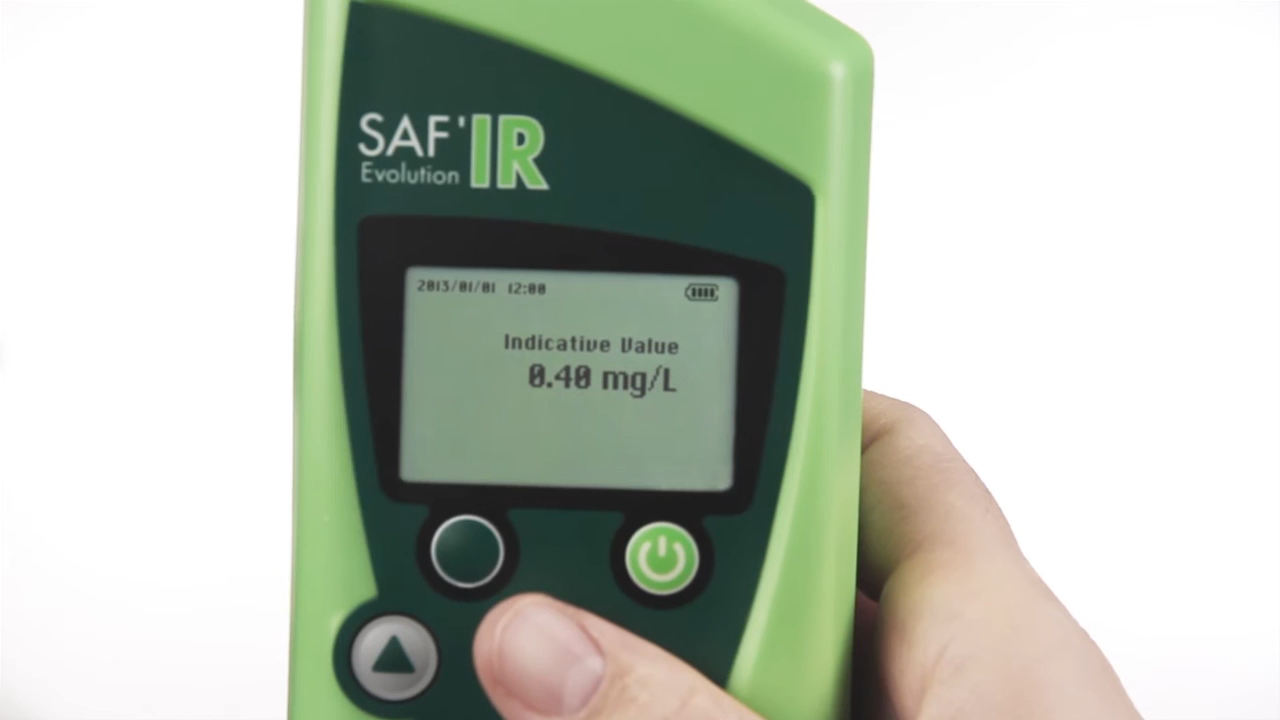 SAF'IR
Evolution
2013/01/01 12:00
Indicative Value
0.40 mg/L